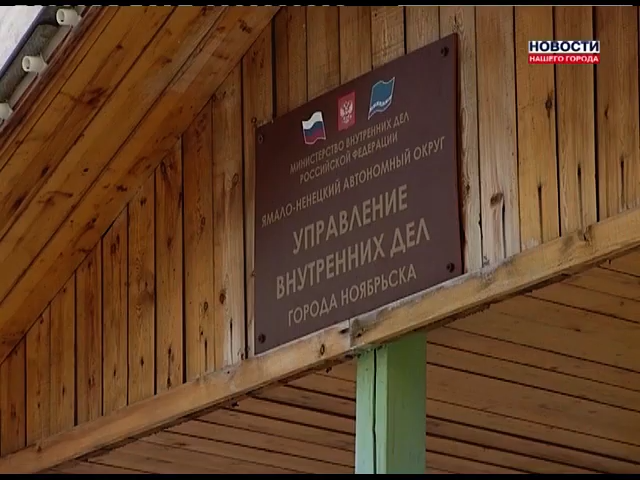 НОВОСТИ
НАШЕГО ГОРОДА
МИНИСТЕРСТВО ВНУТРЕННИХ ДЕЛ
РОССИЙСКОЙ ФЕДЕРАЦИИ
ЯМАЛО-НЕНЕЦКИЙ АВТОНОМНЫЙ ОКРУГ
УПРАВЛЕНИЕ
ВНУТРЕННИХ ДЕЛ
ГОРОДА НОЯБРЬСКА